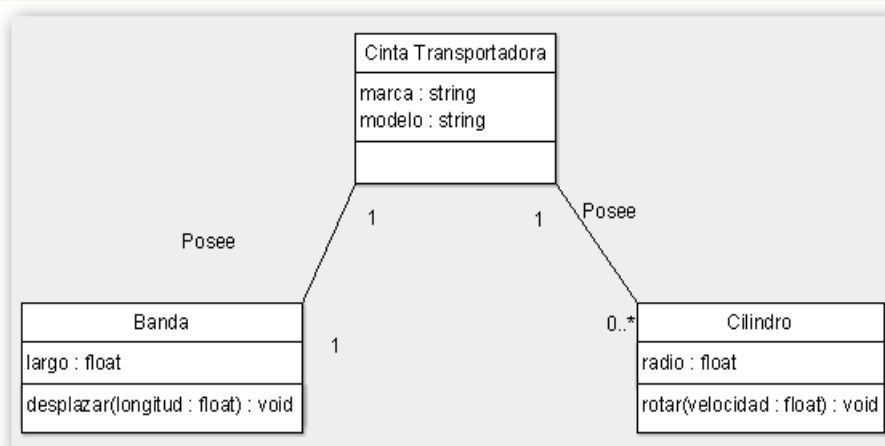 Cinta Transportadora
marca : string
modelo : string
1
1
Posee
Posee
Banda
largo : float
desplazar(longitud : float) : void
1
0..*
Cilindro
radio : float
rotar(velocidad : float) : void